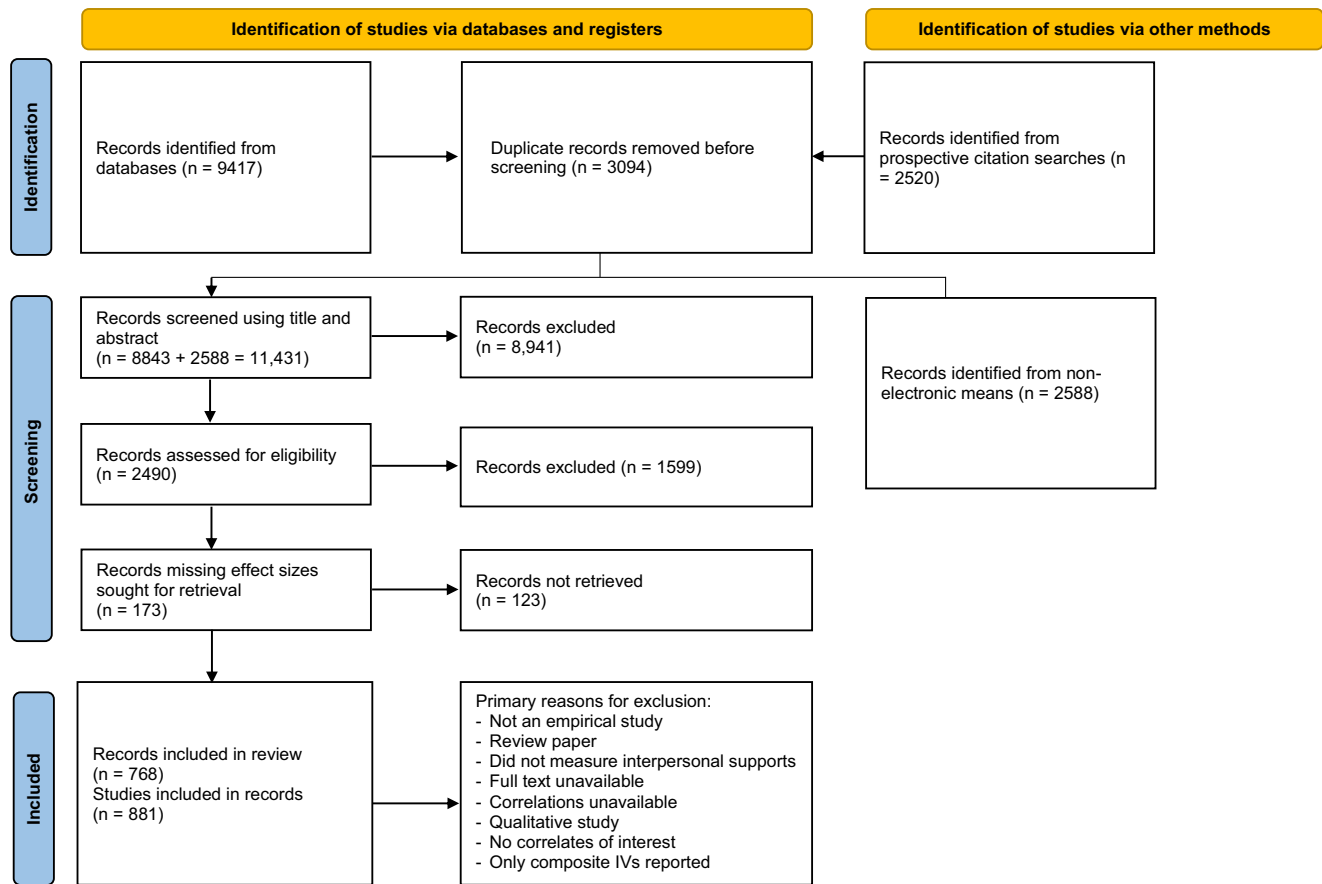 Identification of studies via databases and registers
Identification of studies via other methods
Identification
Records identified from
databases (n = 9417)
Duplicate records removed before
screening (n = 3094)
Records identified from
prospective citation searches (n
= 2520)
Screening
Records screened using title and
abstract
(n = 8843 + 2588 = 11,431)
Records excluded
(n = 8,941)
Records identified from non-
electronic means (n = 2588)
Records assessed for eligibility
(n = 2490)
Records excluded (n = 1599)
Records missing effect sizes
sought for retrieval
(n = 173)
Records not retrieved
(n = 123)
Included
Records included in review
(n = 768)
Studies included in records
(n = 881)
Primary reasons for exclusion:
- Not an empirical study
- Review paper
- Did not measure interpersonal supports
- Full text unavailable
- Correlations unavailable
- Qualitative study
- No correlates of interest
- Only composite IVs reported